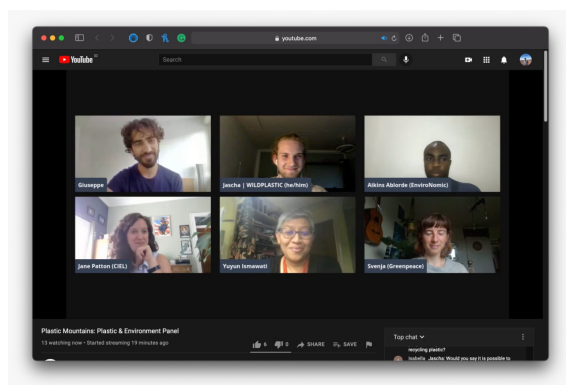 youtube.com
YouTube
Search
Giuseppe
Jascha | WILDPLASTIC (he/him)
Aikins Ablorde (EnviroNomic)
Jane Patton (CIEL)
Yuyun Ismawati
Svenja (Greenpeace)
Plastic Mountains: Plastic & Environment Panel
13 watching now • Started streaming 19 minutes ago
6
0
SHARE
SAVE
Top chat
recycling plastic?
Isabella Jascha: Would you say it is possible to